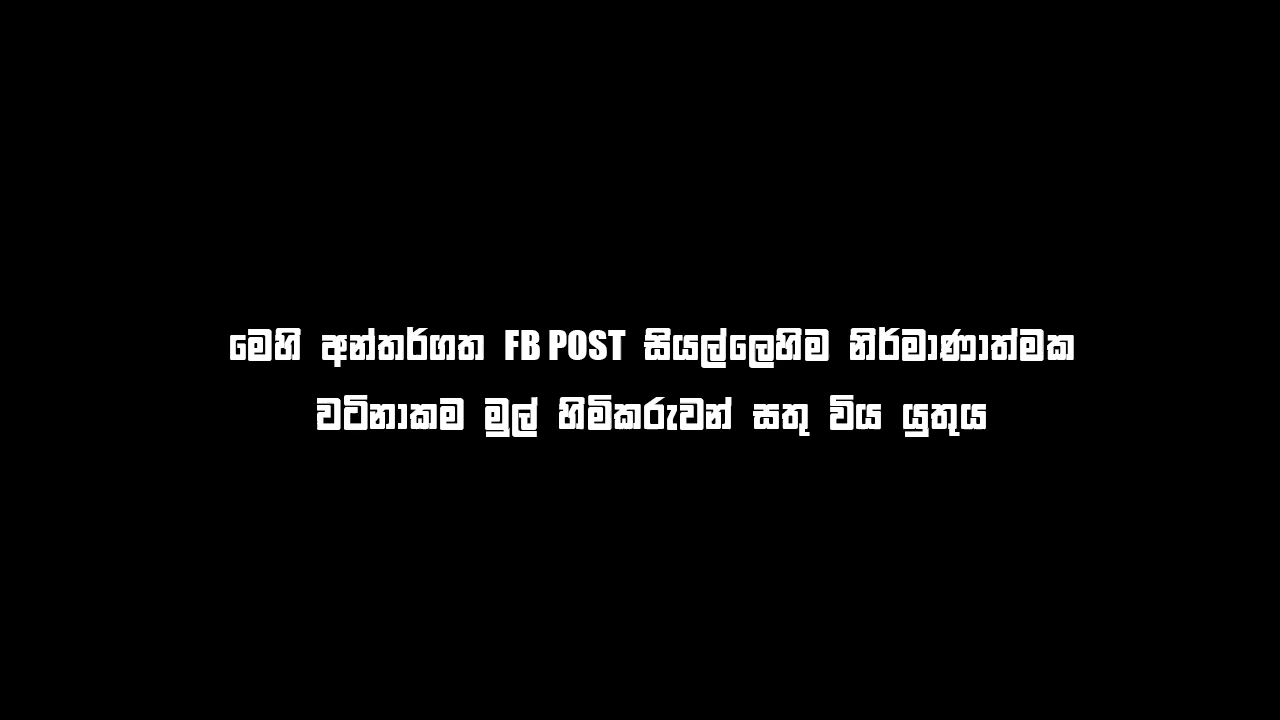 මෙහි අන්තර්ගත FB POST සියල්ලෙහිම නිර්මාණාත්මක
වටිනාකම මුල් හිමිකරුවන් සතු විය යුතුය